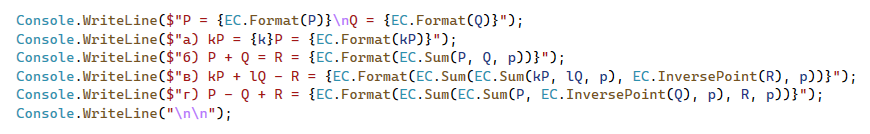 Console.WriteLine($"P = {EC.Format(P)}\nQ = {EC.Format(Q)}");
Console.WriteLine($"а) kP = {k}P = {EC.Format(kP)}");
Console.WriteLine($"б) P + Q = R = {EC.Format(EC.Sum(P, Q, p))}");
Console.WriteLine($"в) kP + lQ – R = {EC.Format(EC.Sum(EC.Sum(kP, lQ, p), EC.InversePoint(R), p))}");
Console.WriteLine($"г) P – Q + R = {EC.Format(EC.Sum(EC.Sum(P, EC.InversePoint(Q), p), R, p))}");
Console.WriteLine("\n\n");